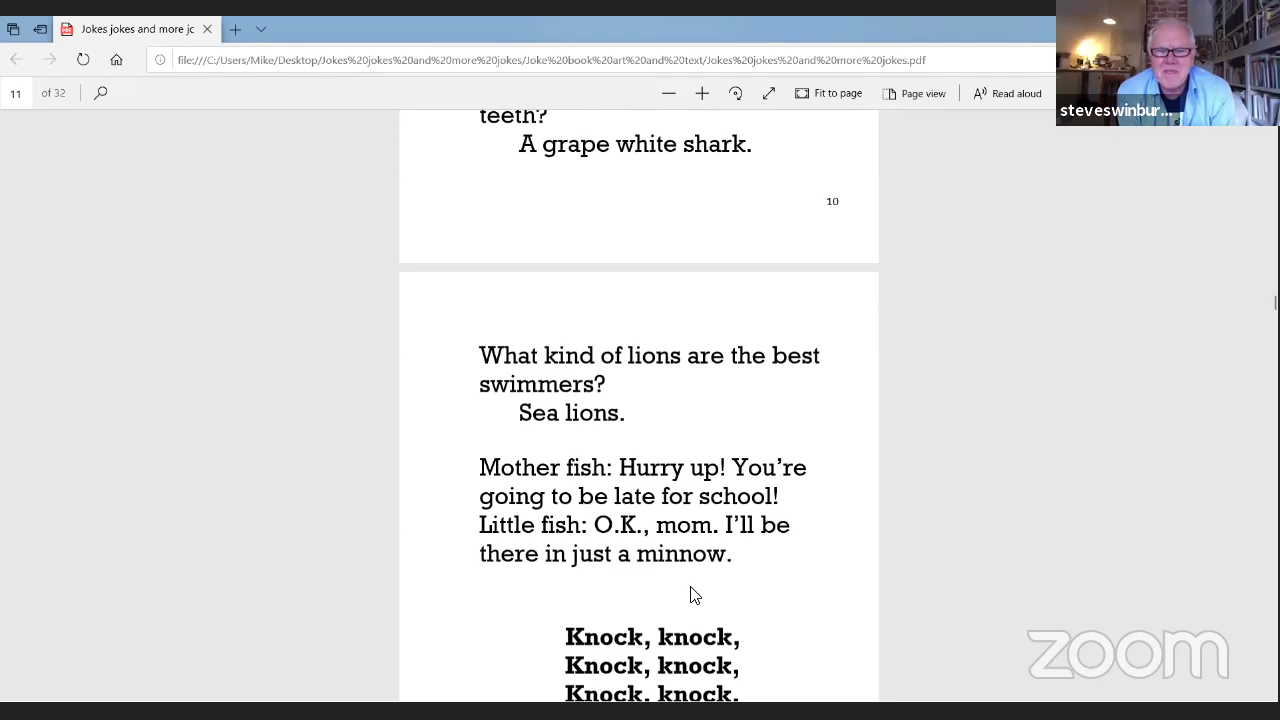 Jokes jokes and more jc
file:///C:/Users/Mike/Desktop/Jokes%20jokes%20and%20more%20jokes/Joke%20book%20art%20and%20text/Jokes%20jokes%20and%20more%20jokes.pdf
11 of 32 Fit to page Page view Read aloud
steveswinbur...
teeth?
A grape white shark.
10
What kind of lions are the best
swimmers?
Sea lions.
Mother fish: Hurry up! You’re
going to be late for school!
Little fish: O.K., mom. I’ll be
there in just a minnow.
Knock, knock,
Knock, knock,
Knock, knock,
zoom